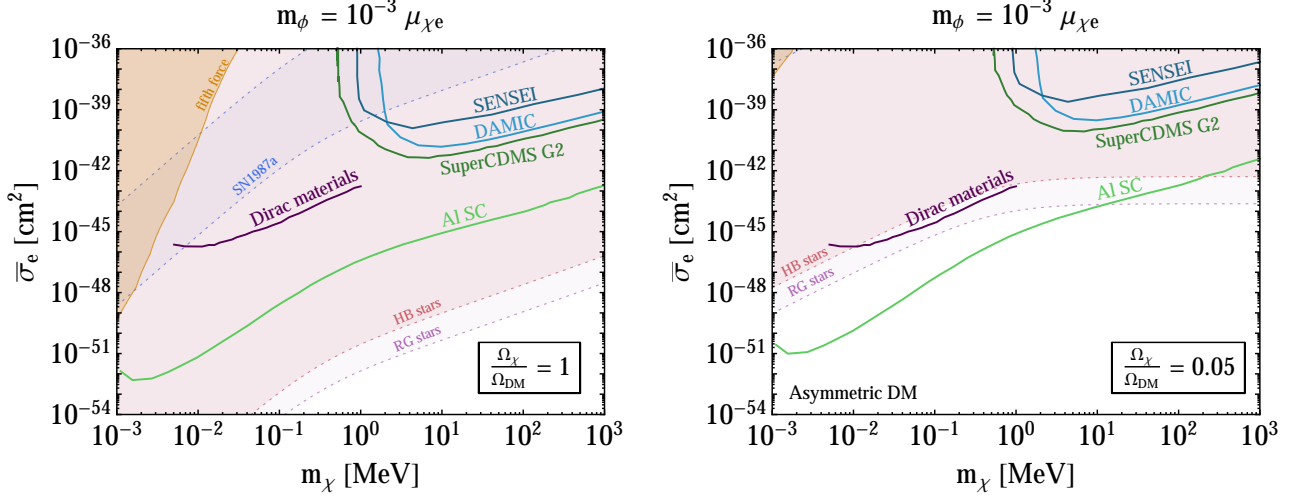 m_ϕ = 10^-3 μ_χe
10^-36
10^-39
10^-42
10^-45
10^-48
10^-51
10^-54
σ̅_e [cm^2]
fifth force
SN1987a
SENSEI
DAMIC
SuperCDMS G2
Dirac materials
Al SC
HB stars
RG stars
Ω_χ
Ω_DM
= 1
10^-3 10^-2 10^-1 10^0 10^1 10^2 10^3
m_χ [MeV]
m_ϕ = 10^-3 μ_χe
10^-36
10^-39
10^-42
10^-45
10^-48
10^-51
10^-54
σ̅_e [cm^2]
SENSEI
DAMIC
SuperCDMS G2
Dirac materials
Al SC
HB stars
RG stars
Ω_χ
Ω_DM
= 0.05
Asymmetric DM
10^-3 10^-2 10^-1 10^0 10^1 10^2 10^3
m_χ [MeV]